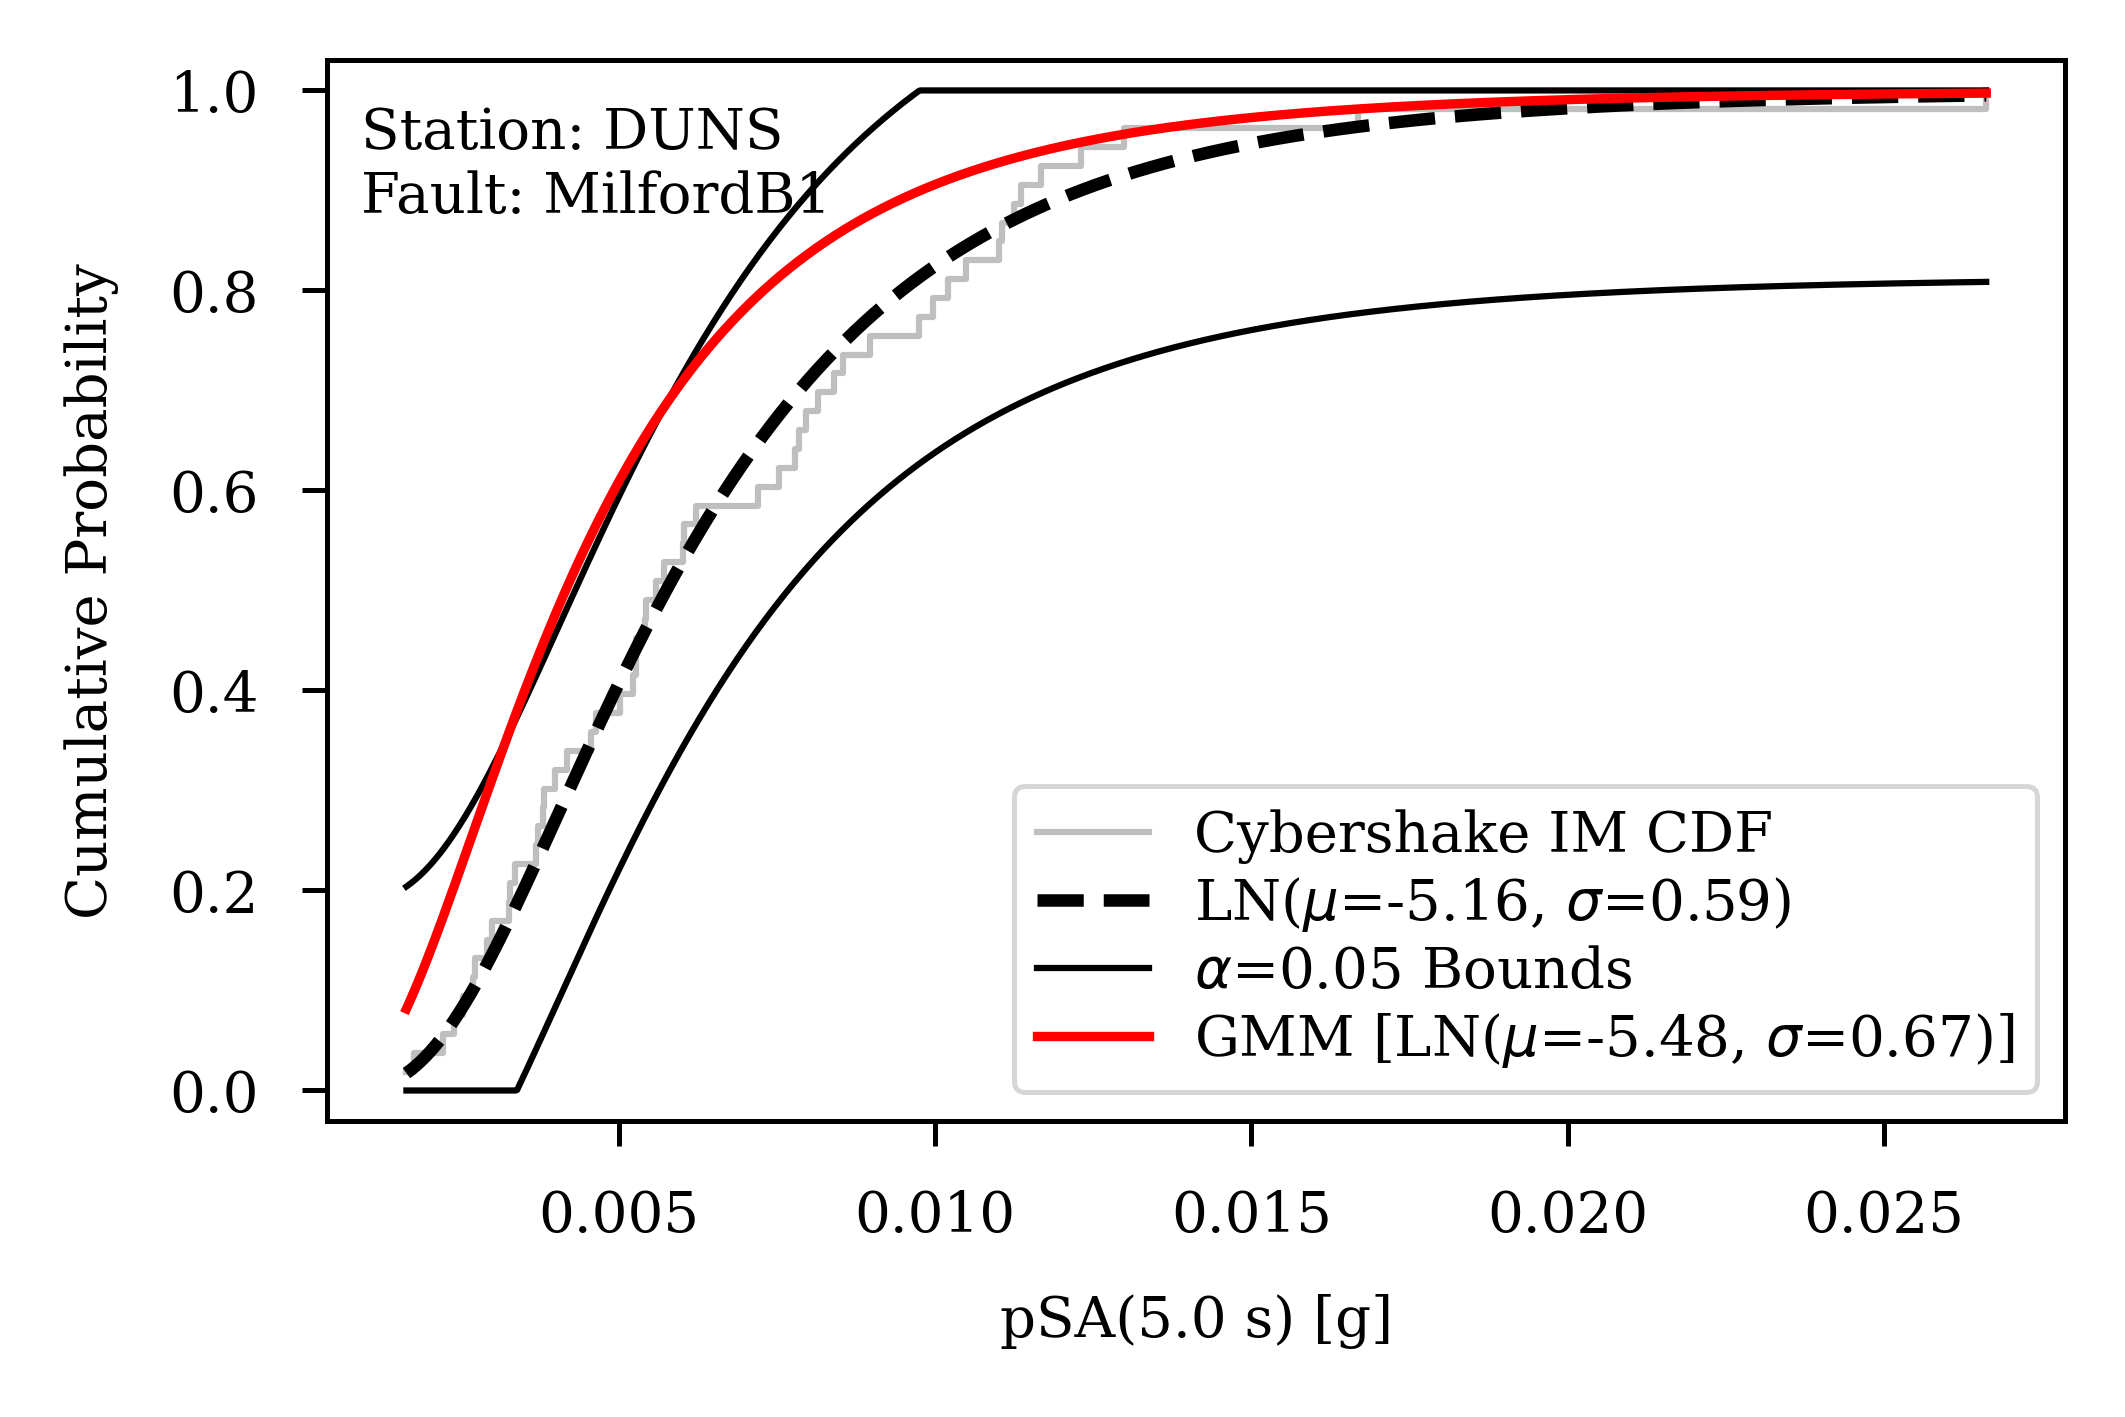 Station: DUNS
Fault: MilfordB1
Cumulative Probability
1.0
0.8
0.6
0.4
0.2
0.0
Cybershake IM CDF
LN(μ=-5.16, σ=0.59)
α=0.05 Bounds
GMM [LN(μ=-5.48, σ=0.67)]
0.005 0.010 0.015 0.020 0.025
pSA(5.0 s) [g]